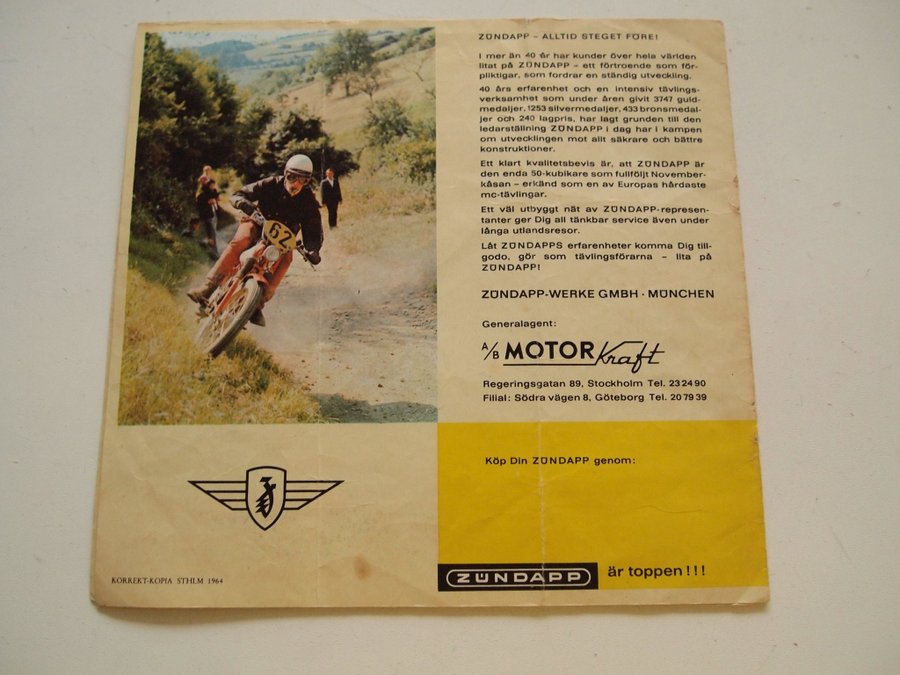 62
ZÜNDAPP – ALLTID STEGET FÖRE!
I mer än 40 år har kunder över hela världen
litat på ZÜNDAPP – ett förtroende som för-
pliktigar, som fordrar en ständig utveckling.
40 års erfarenhet och en intensiv tävlings-
verksamhet som under åren givit 3747 guld-
medaljer, 1253 silvermedaljer, 433 bronsmedal-
jer och 240 lagpris, har lagt grunden till den
ledarställning ZÜNDAPP i dag har i kampen
om utvecklingen mot allt säkrare och bättre
konstruktioner.
Ett klart kvalitetsbevis är, att ZÜNDAPP är
den enda 50-kubikare som fullföljt November-
kåsan – erkänd som en av Europas hårdaste
mc-tävlingar.
Ett väl utbyggt nät av ZÜNDAPP-represen-
tanter ger Dig all tänkbar service även under
långa utlandsresor.
Låt ZÜNDAPPS erfarenheter komma Dig till-
godo, gör som tävlingsförarna – lita på
ZÜNDAPP!
ZÜNDAPP-WERKE GMBH · MÜNCHEN
Generalagent:
A/B MOTORKraft
Regeringsgatan 89, Stockholm Tel. 23 24 90
Filial: Södra vägen 8, Göteborg Tel. 20 79 39
Köp Din ZÜNDAPP genom:
Z
KORREKT-KOPIA STHLM 1964
ZÜNDAPP är toppen!!!